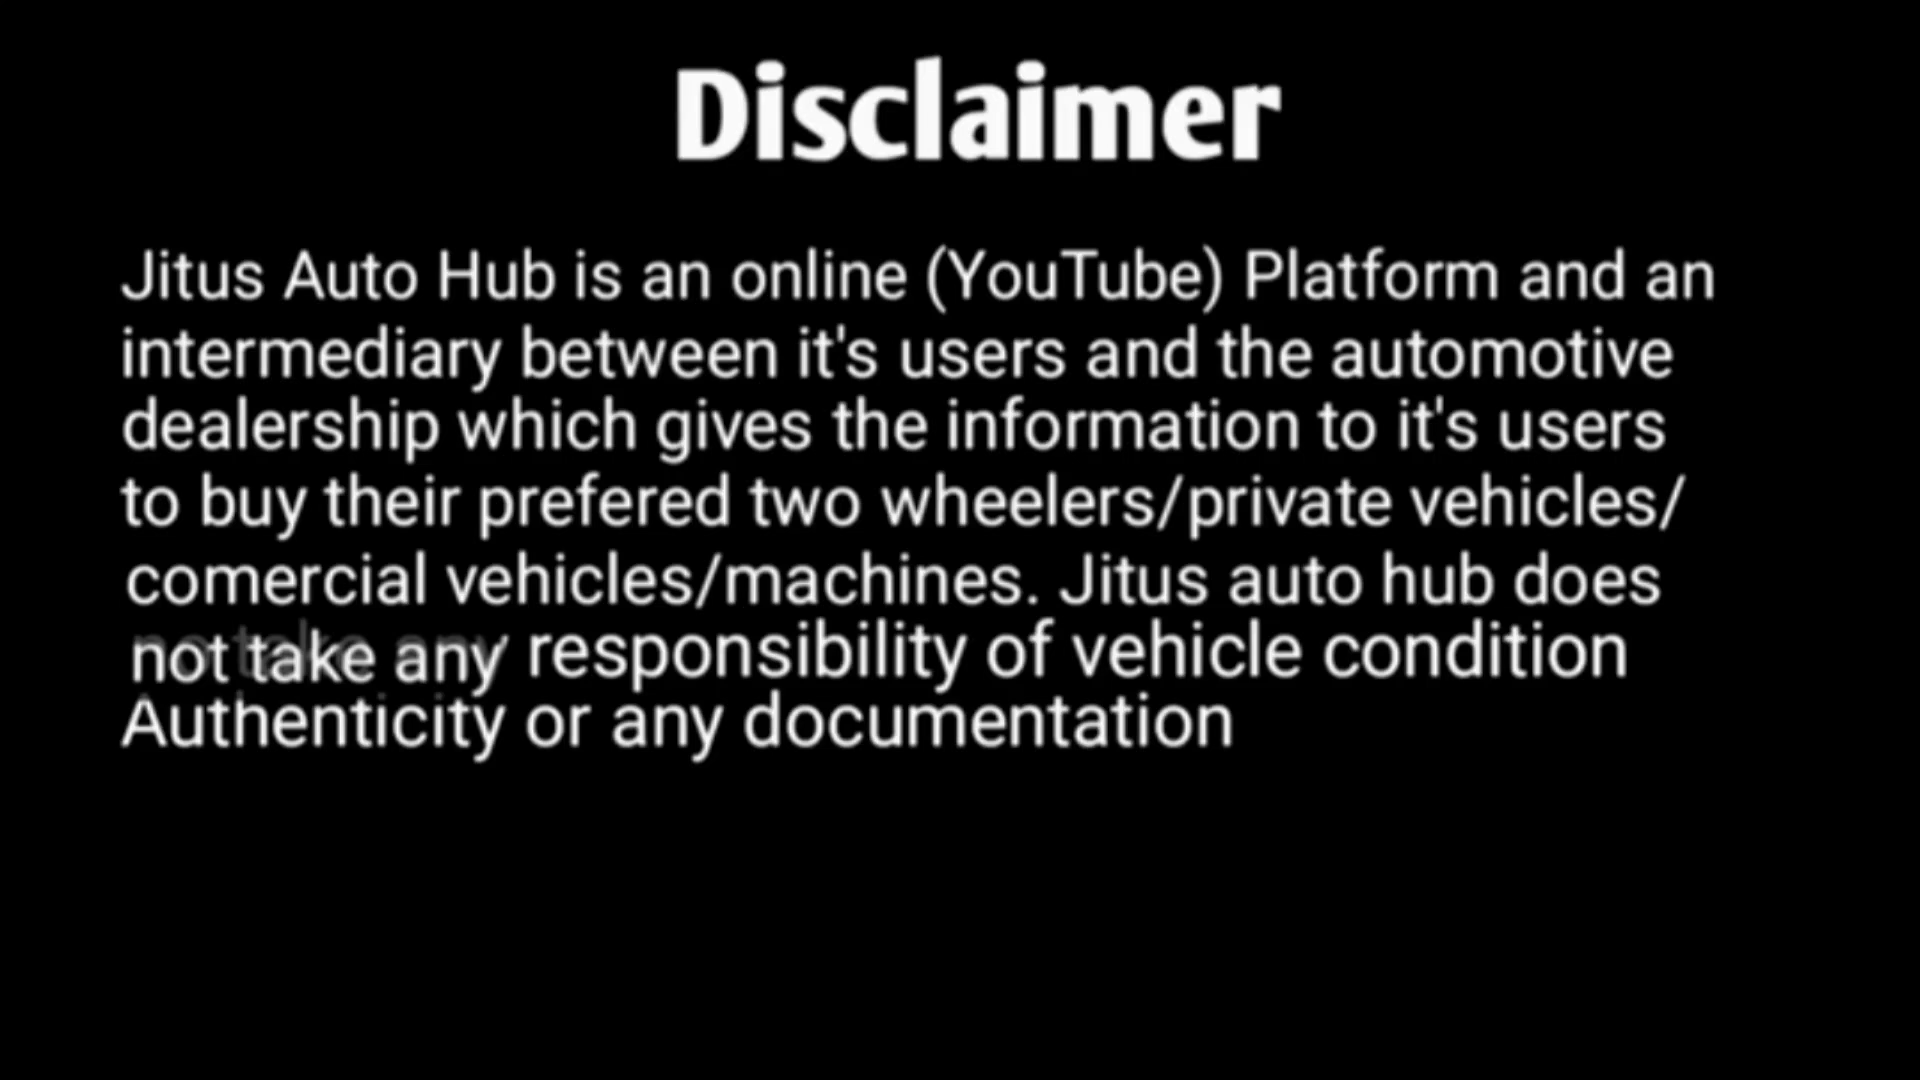 Disclaimer
Jitus Auto Hub is an online (YouTube) Platform and an
intermediary between it's users and the automotive
dealership which gives the information to it's users
to buy their prefered two wheelers/private vehicles/
comercial vehicles/machines. Jitus auto hub does
not take any responsibility of vehicle condition
Authenticity or any documentation